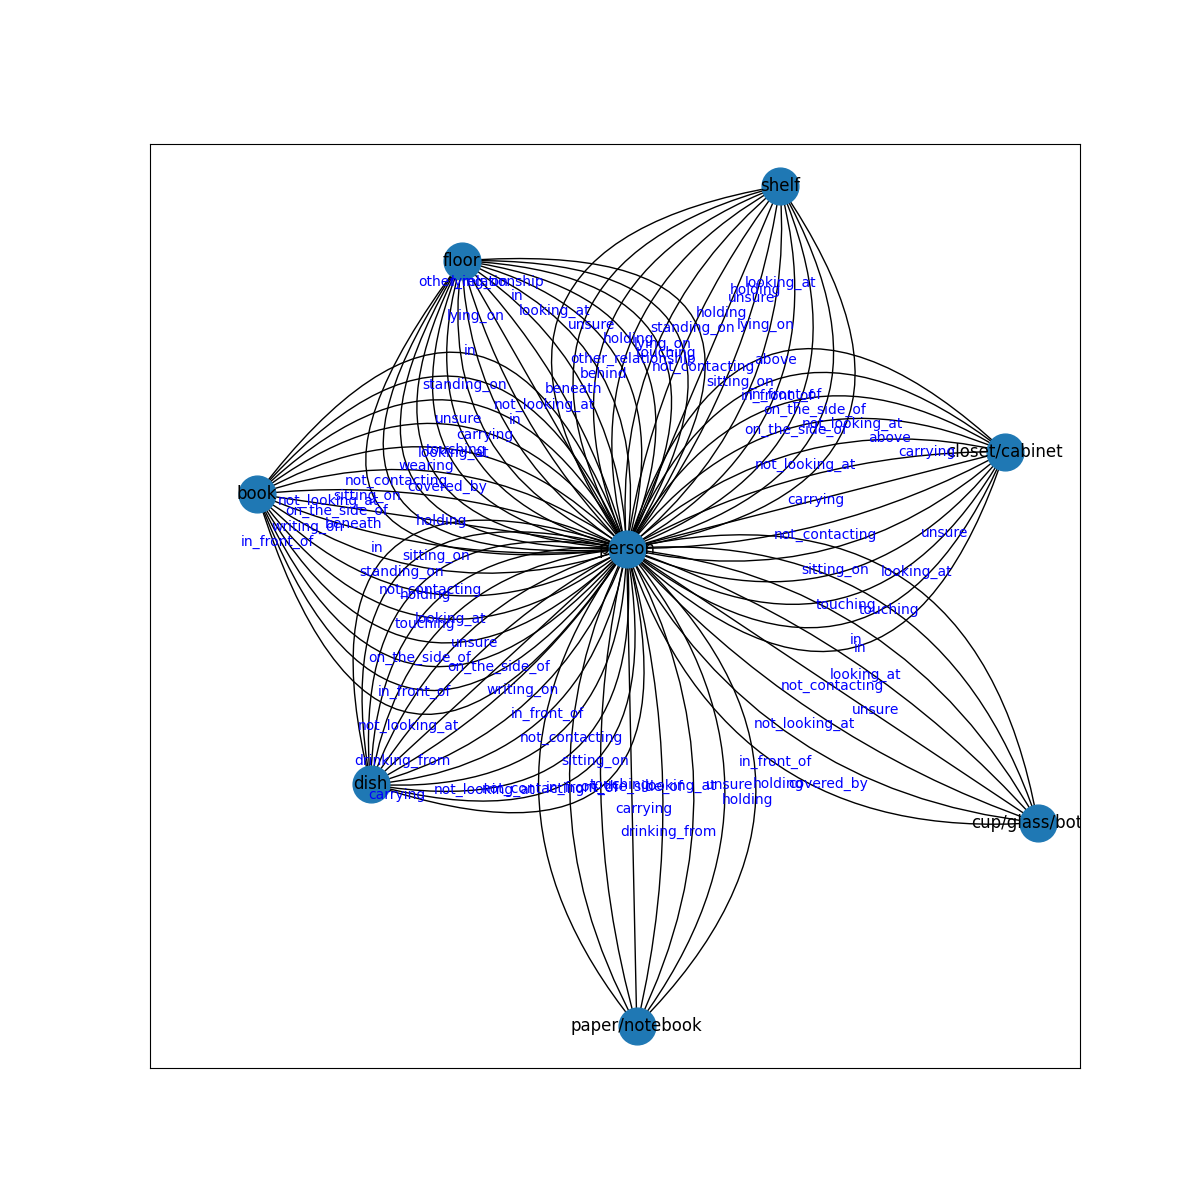 shelf
floor
other_relationship
looking_at
holding
in
unsure
looking_at
holding
lying_on
unsure
standing_on
lying_on
holding
lying_on
in
touching
other_relationship
above
not_contacting
behind
sitting_on
standing_on
beneath
in_front_of
in_front_of
not_looking_at
on_the_side_of
unsure
in
not_looking_at
on_the_side_of
carrying
above
touching
looking_at
carrying
closet/cabinet
wearing
not_looking_at
not_contacting
covered_by
book
sitting_on
not_looking_at
carrying
on_the_side_of
holding
beneath
writing_on
unsure
not_contacting
in_front_of
in
person
sitting_on
standing_on
sitting_on
looking_at
not_contacting
holding
touching
touching
looking_at
touching
in
unsure
in
on_the_side_of
on_the_side_of
looking_at
not_contacting
writing_on
in_front_of
unsure
in_front_of
not_looking_at
not_looking_at
not_contacting
drinking_from
sitting_on
in_front_of
dish
unsure
holding
covered_by
not_looking_at
looking_at
carrying
holding
carrying
cup/glass/bot
drinking_from
paper/notebook